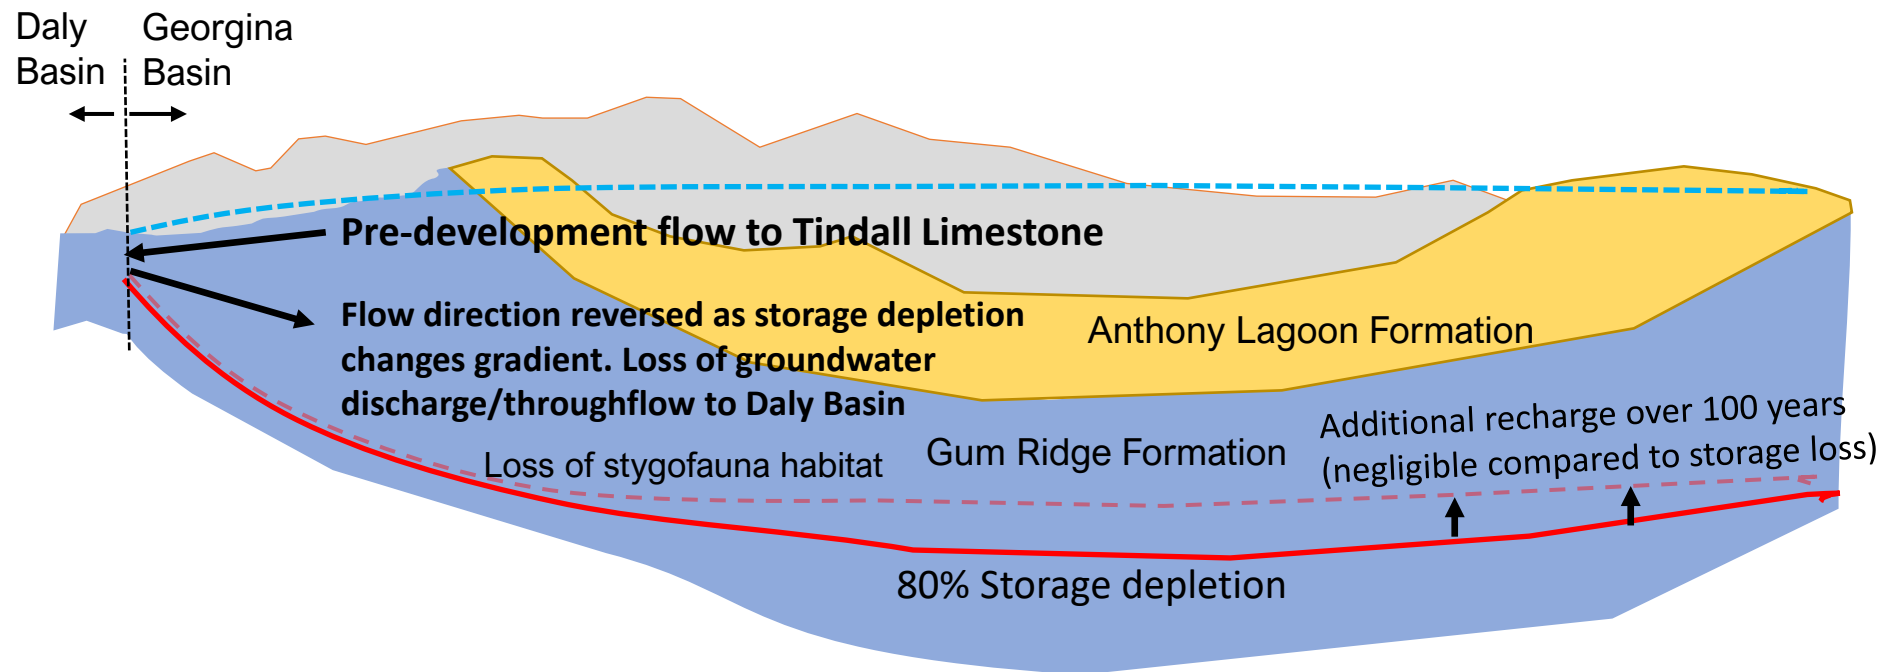 Daly
Basin
Georgina
Basin
Pre-development flow to Tindall Limestone
Flow direction reversed as storage depletion
changes gradient. Loss of groundwater
discharge/throughflow to Daly Basin
Anthony Lagoon Formation
Additional recharge over 100 years
(negligible compared to storage loss)
Loss of stygofauna habitat
Gum Ridge Formation
80% Storage depletion